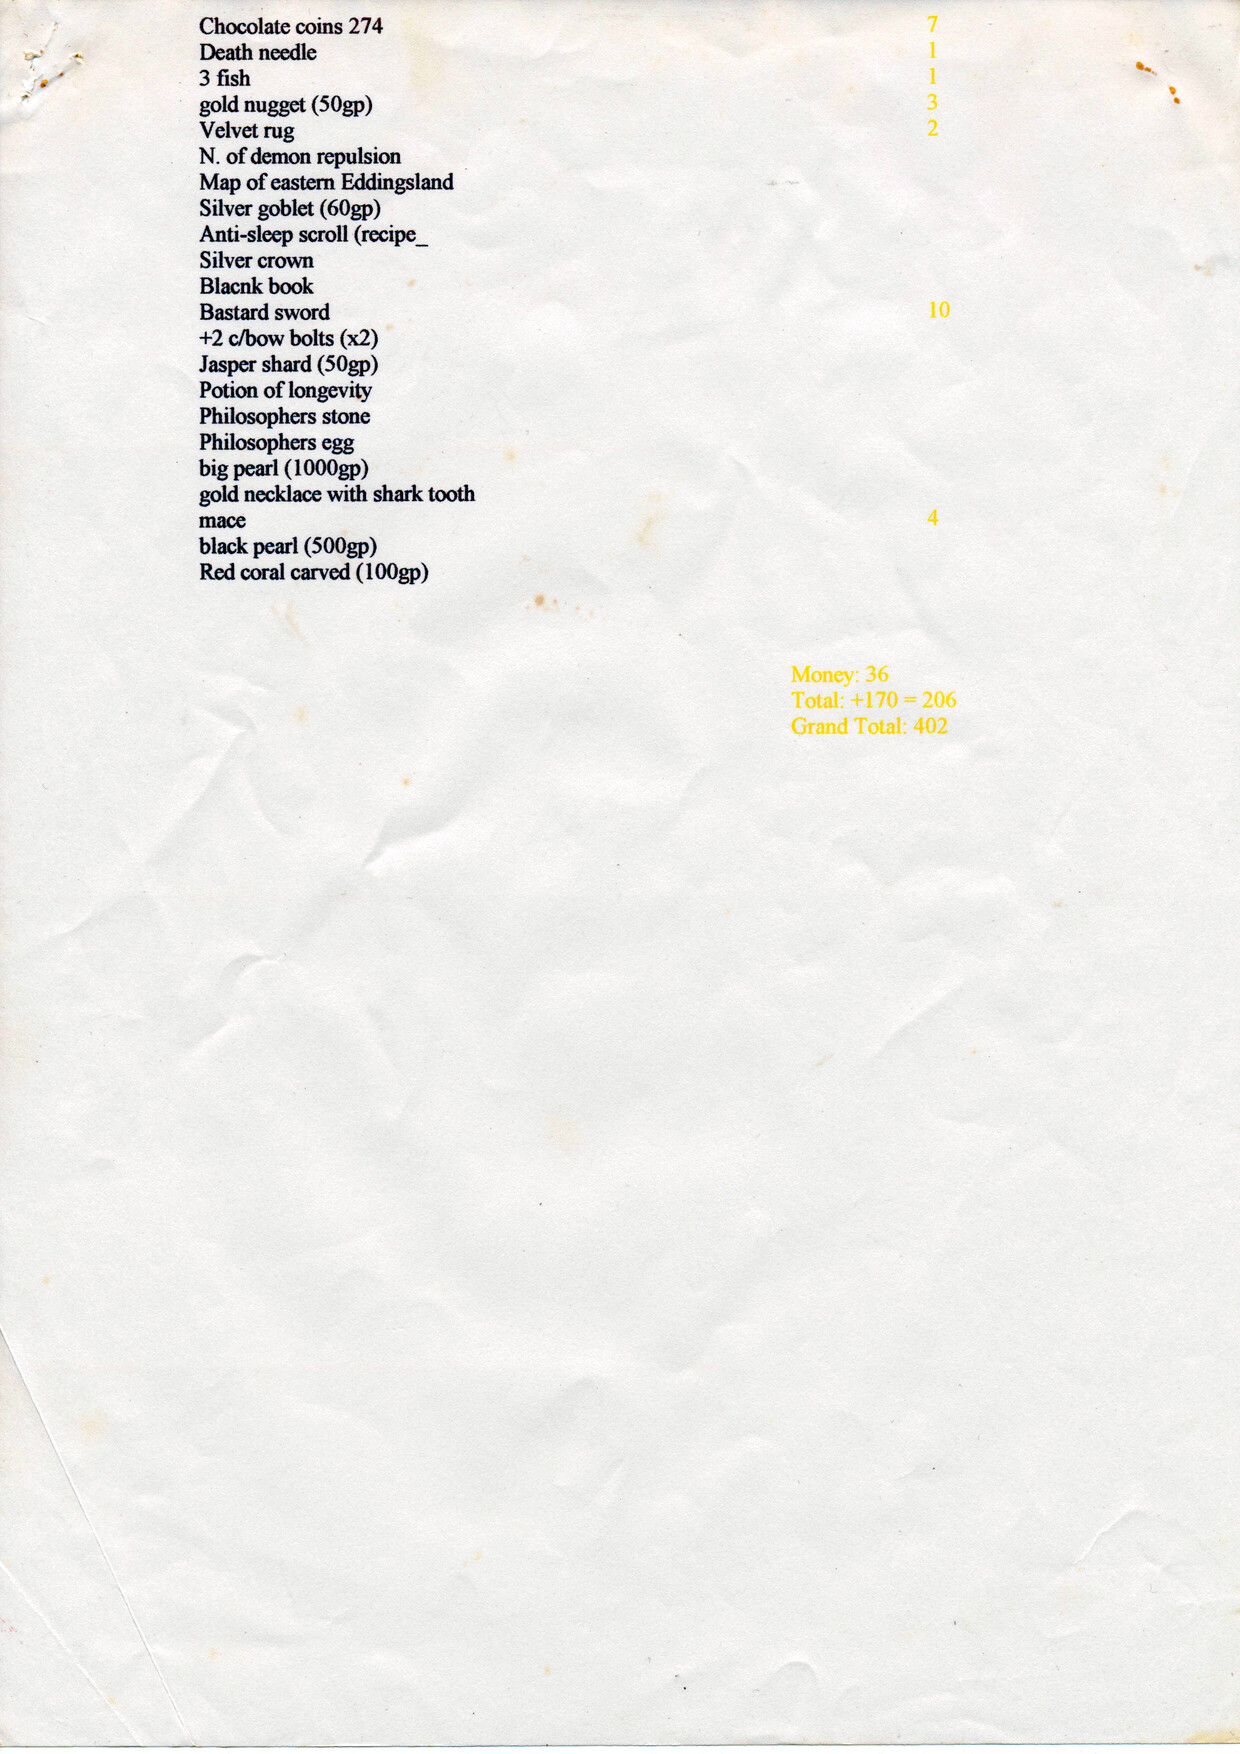 Chocolate coins 274 7
Death needle 1
3 fish 1
gold nugget (50gp) 3
Velvet rug 2
N. of demon repulsion
Map of eastern Eddingsland
Silver goblet (60gp)
Anti-sleep scroll (recipe_
Silver crown
Blacnk book
Bastard sword 10
+2 c/bow bolts (x2)
Jasper shard (50gp)
Potion of longevity
Philosophers stone
Philosophers egg
big pearl (1000gp)
gold necklace with shark tooth
mace 4
black pearl (500gp)
Red coral carved (100gp)
Money: 36
Total: +170 = 206
Grand Total: 402